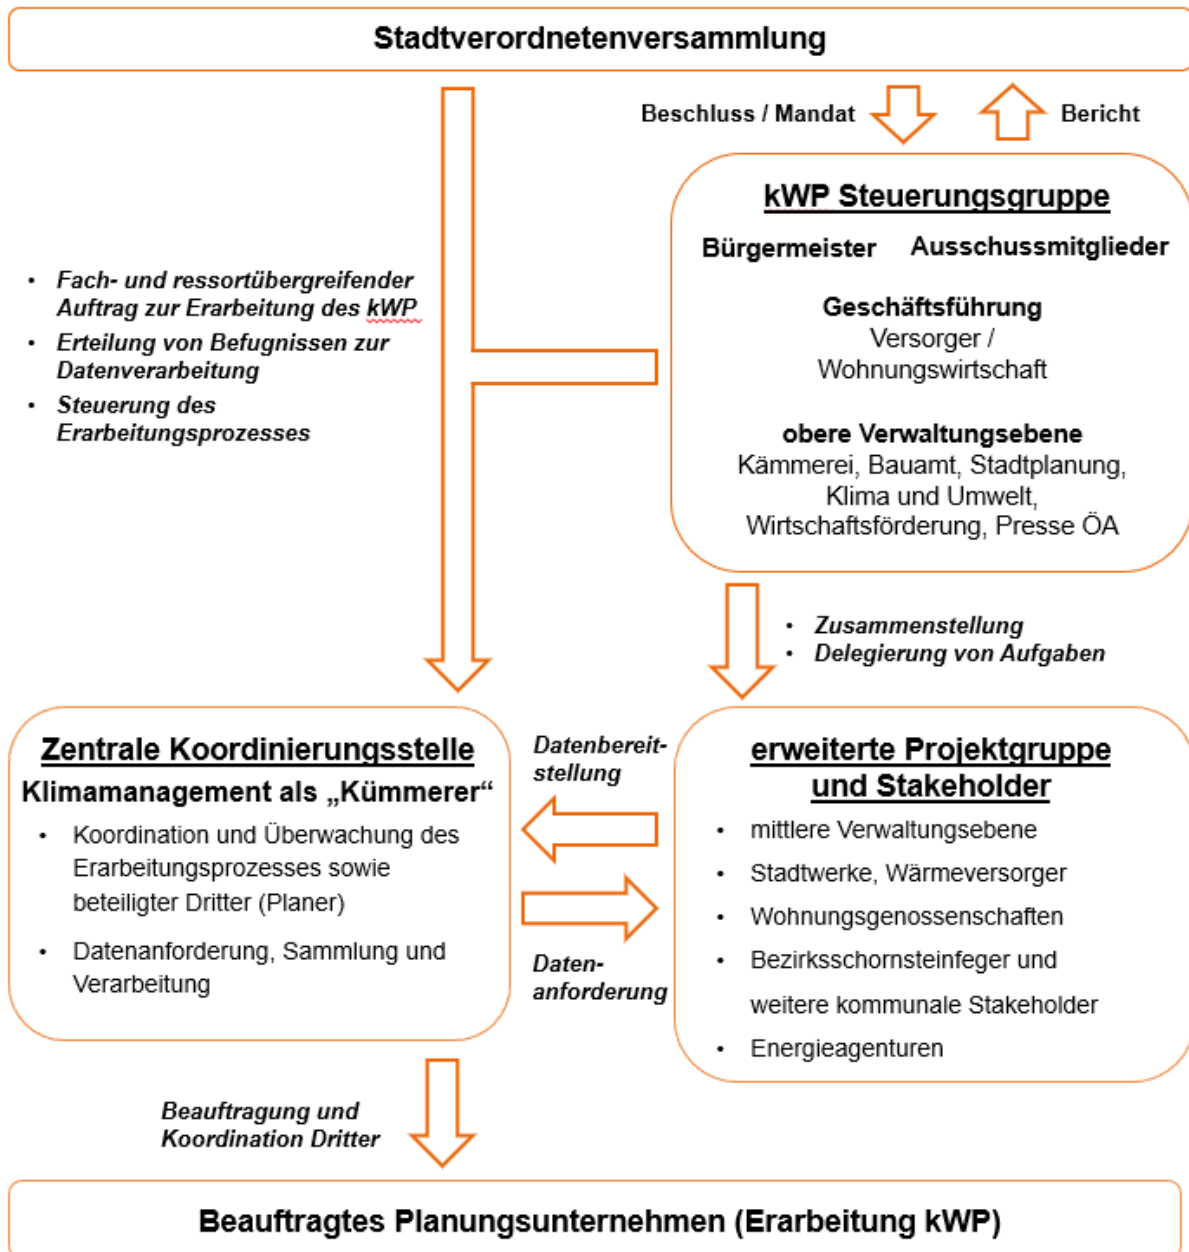 Stadtverordnetenversammlung
Beschluss / Mandat
Bericht
kWP Steuerungsgruppe
Bürgermeister
Ausschussmitglieder
Geschäftsführung
Versorger /
Wohnungswirtschaft
obere Verwaltungsebene
Kämmerei, Bauamt, Stadtplanung,
Klima und Umwelt,
Wirtschaftsförderung, Presse ÖA
• Fach- und ressortübergreifender
Auftrag zur Erarbeitung des kWP
• Erteilung von Befugnissen zur
Datenverarbeitung
• Steuerung des
Erarbeitungsprozesses
• Zusammenstellung
• Delegierung von Aufgaben
Zentrale Koordinierungsstelle
Klimamanagement als „Kümmerer“
• Koordination und Überwachung des
Erarbeitungsprozesses sowie
beteiligter Dritter (Planer)
• Datenanforderung, Sammlung und
Verarbeitung
Datenbereit-
stellung
Daten-
anforderung
erweiterte Projektgruppe
und Stakeholder
• mittlere Verwaltungsebene
• Stadtwerke, Wärmeversorger
• Wohnungsgenossenschaften
• Bezirksschornsteinfeger und
weitere kommunale Stakeholder
• Energieagenturen
Beauftragung und
Koordination Dritter
Beauftragtes Planungsunternehmen (Erarbeitung kWP)